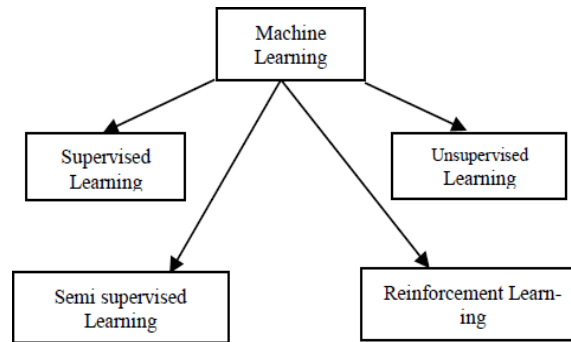 Machine
Learning
Supervised
Learning
Unsupervised
Learning
Semi supervised
Learning
Reinforcement Learn-
ing